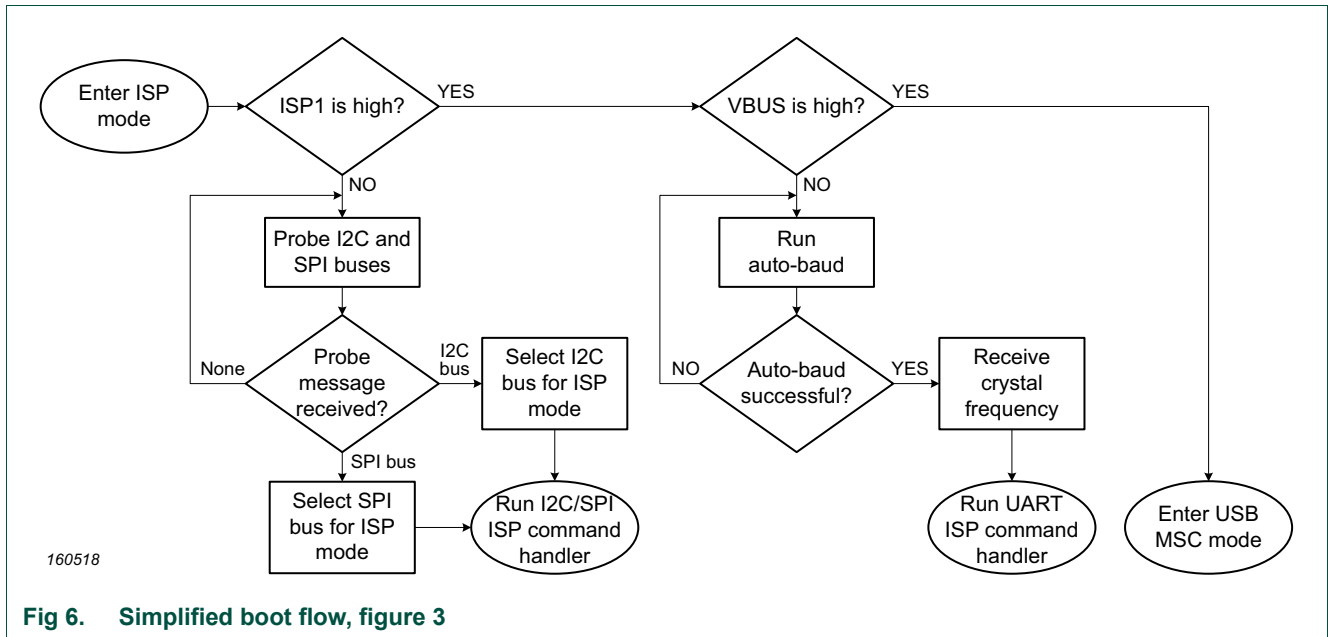 Enter ISP
mode
ISP1 is high?
YES
VBUS is high?
YES
NO
NO
Probe I2C and
SPI buses
Run
auto-baud
None
Probe
message
received?
I2C
bus
Select I2C
bus for ISP
mode
NO
Auto-baud
successful?
YES
Receive
crystal
frequency
SPI bus
Select SPI
bus for ISP
mode
Run I2C/SPI
ISP command
handler
Run UART
ISP command
handler
Enter USB
MSC mode
160518
Fig 6. Simplified boot flow, figure 3